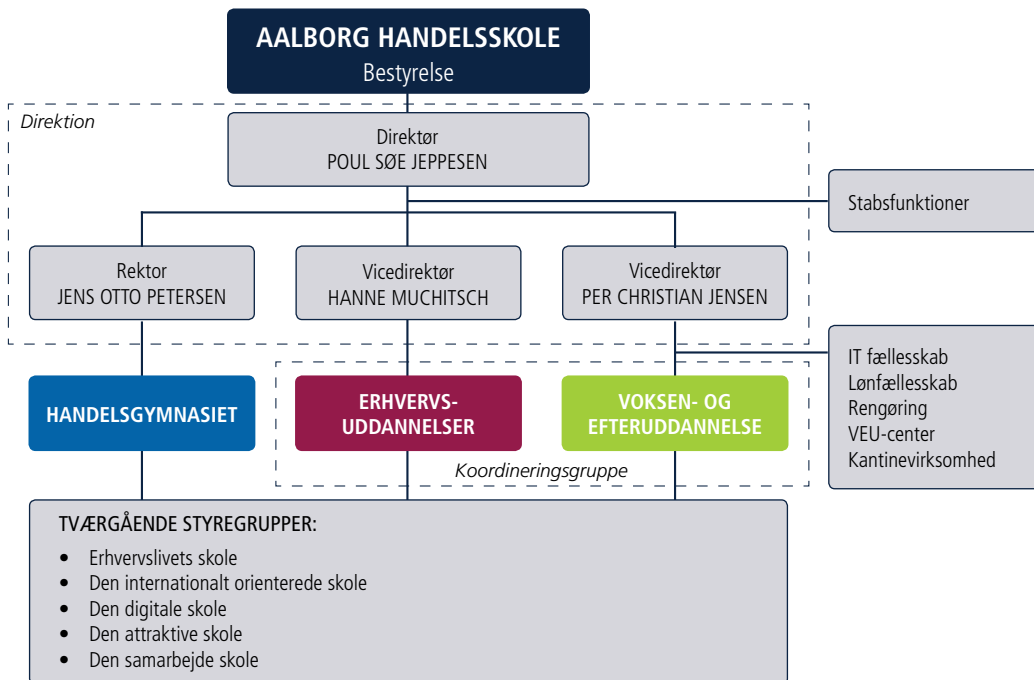 AALBORG HANDELSSKOLE
Bestyrelse
Direktion
Direktør
POUL SØE JEPPESEN
Stabsfunktioner
Rektor
JENS OTTO PETERSEN
Vicedirektør
HANNE MUCHITSCH
Vicedirektør
PER CHRISTIAN JENSEN
IT fællesskab
Lønfællesskab
Rengøring
VEU-center
Kantinevirksomhed
HANDELSGYMNASIET
ERHVERVS-
UDDANNELSER
VOKSEN- OG
EFTERUDDANNELSE
Koordineringsgruppe
TVÆRGÅENDE STYREGRUPPER:
• Erhvervslivets skole
• Den internationalt orienterede skole
• Den digitale skole
• Den attraktive skole
• Den samarbejde skole